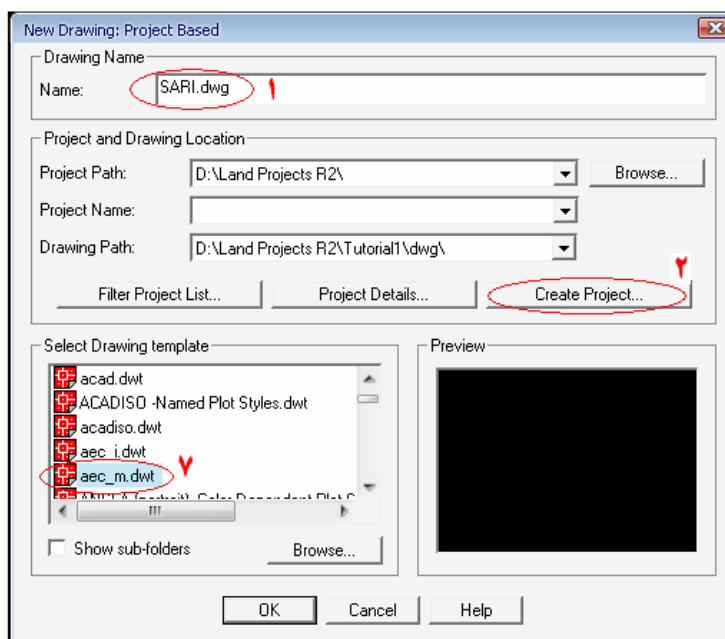 New Drawing: Project Based
Drawing Name
Name: SARI.dwg ۱
Project and Drawing Location
Project Path: D:\Land Projects R2\ Browse...
Project Name:
Drawing Path: D:\Land Projects R2\Tutorial1\dwg\
۲
Filter Project List... Project Details... Create Project...
Select Drawing template
acad.dwt
ACADISO -Named Plot Styles.dwt
acadiso.dwt
aec_i.dwt
aec_m.dwt ۷
Show sub-folders Browse...
Preview
OK Cancel Help